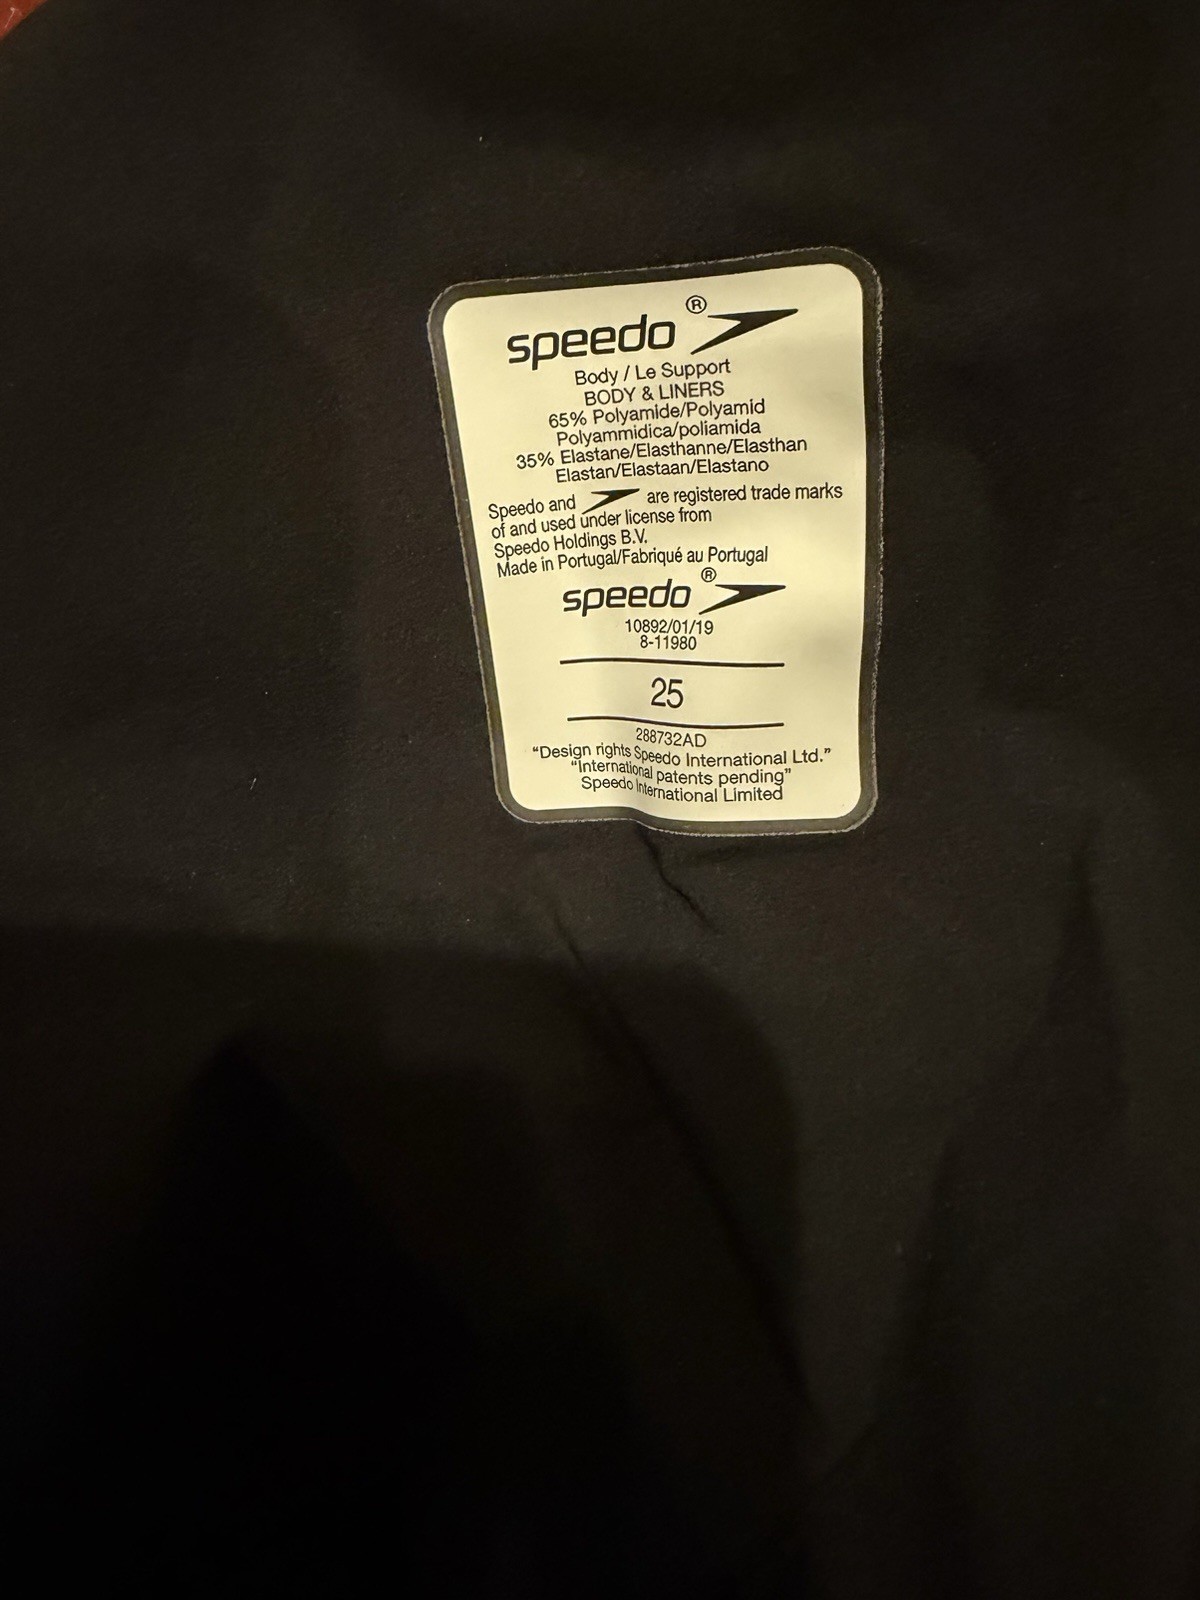 speedo®
Body / Le Support
BODY & LINERS
65% Polyamide/Polyamid
Polyammidica/poliamida
35% Elastane/Elasthanne/Elasthan
Elastan/Elastaan/Elastano
Speedo and are registered trade marks
of and used under license from
Speedo Holdings B.V.
Made in Portugal/Fabriqué au Portugal
speedo®
10892/01/19
8-11980
25
288732AD
“Design rights Speedo International Ltd.”
“International patents pending”
Speedo International Limited